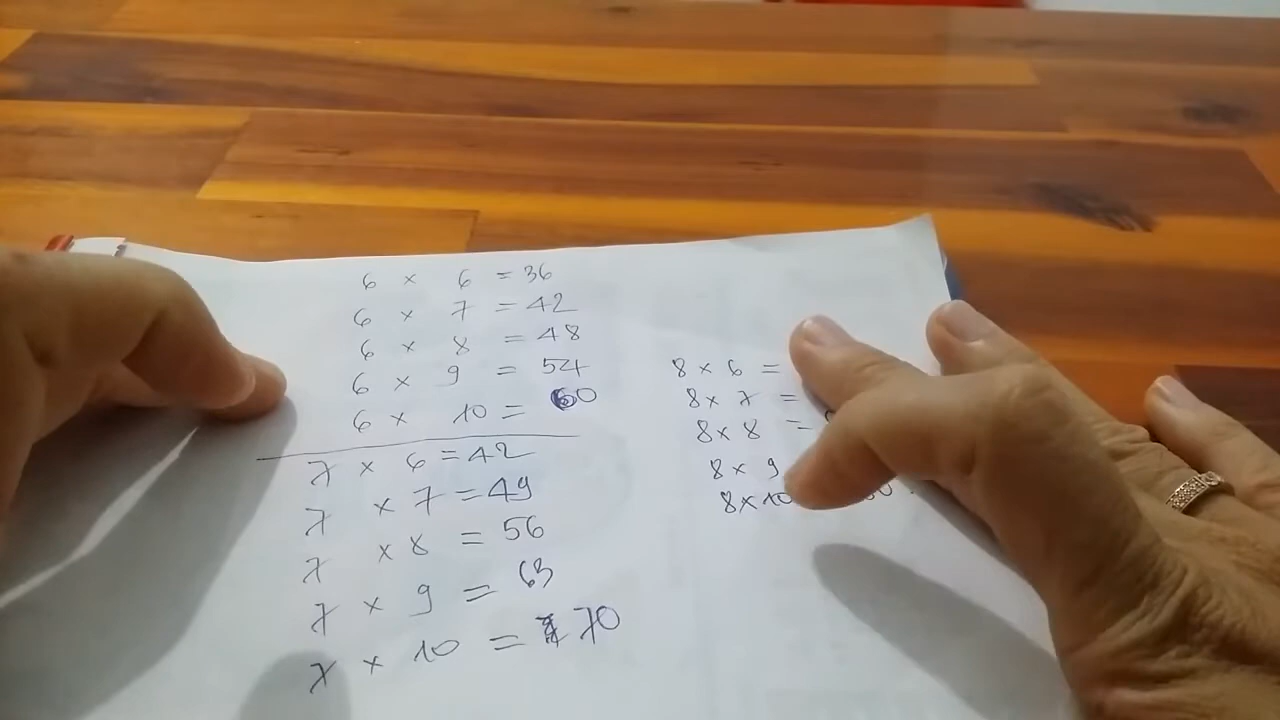 6 × 6 = 36
6 × 7 = 42
6 × 8 = 48
6 × 9 = 54
6 × 10 = 60
7 × 6 = 42
7 × 7 = 49
7 × 8 = 56
7 × 9 = 63
7 × 10 = 70
8 × 6 =
8 × 7 =
8 × 8 =
8 × 9
8 × 10